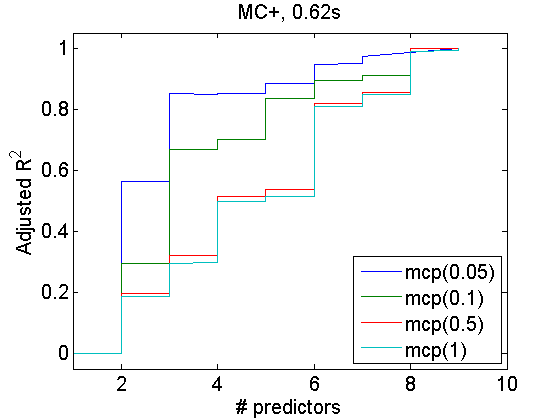 MC+, 0.62s
Adjusted R²
1
0.8
0.6
0.4
0.2
0
2 4 6 8 10
# predictors
mcp(0.05)
mcp(0.1)
mcp(0.5)
mcp(1)